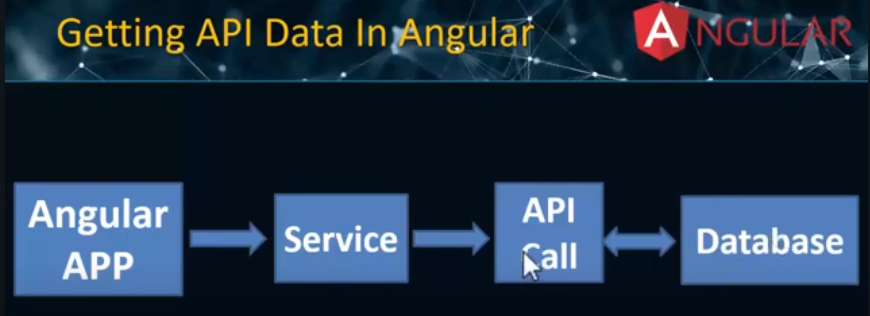 Getting API Data In Angular
ANGULAR
Angular
APP
Service
API
Call
Database